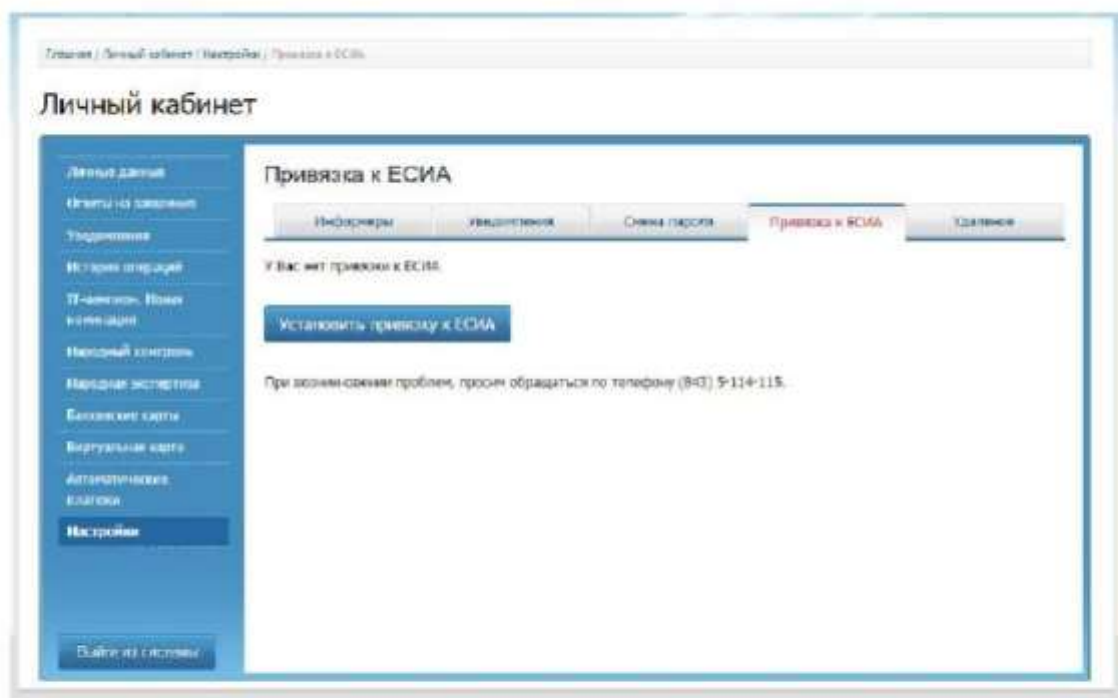 Главная / Личный кабинет / Настройки / Привязка к ЕСИА
Личный кабинет
Личные данные
Ответы на заявления
Уведомления
История операций
IT-чемпион. Новая
номинация
Народный контроль
Народная экспертиза
Банковские карты
Виртуальная карта
Автоматические
платежи
Настройки
Выйти из системы
Привязка к ЕСИА
Информеры
Уведомления
Смена пароля
Привязка к ЕСИА
Удаление
У Вас нет привязки к ЕСИА
Установить привязку к ЕСИА
При возникновении проблем, просим обращаться по телефону (843) 5-114-115.